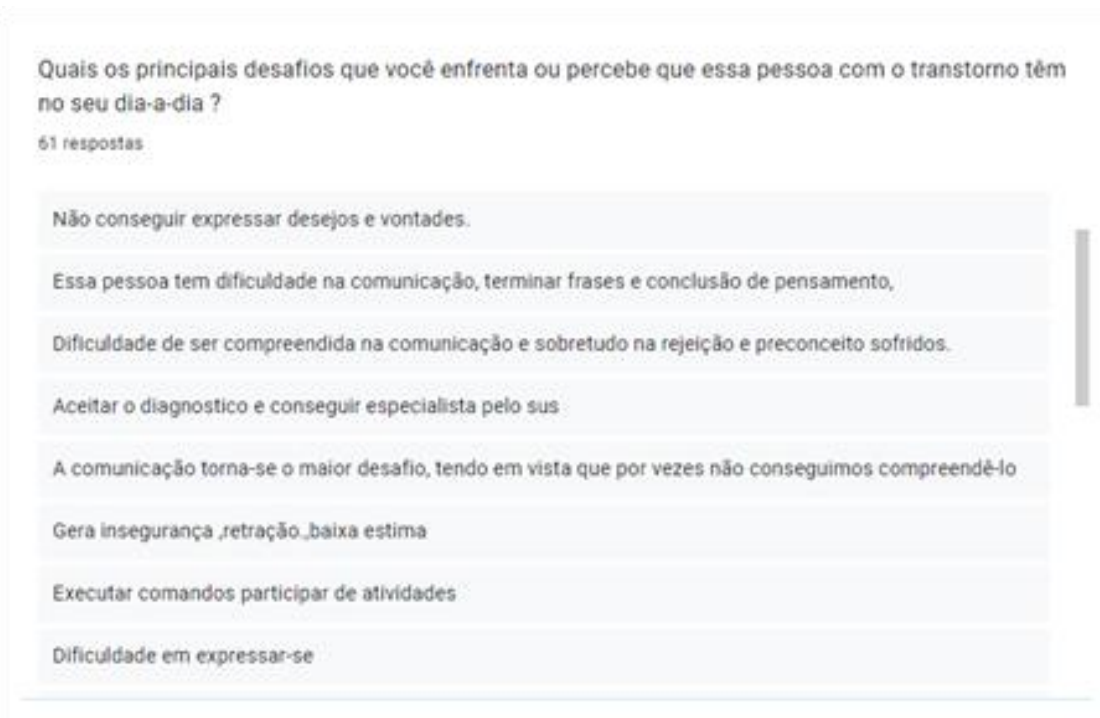 Quais os principais desafios que você enfrenta ou percebe que essa pessoa com o transtorno têm
no seu dia-a-dia ?
61 respostas
Não conseguir expressar desejos e vontades.
Essa pessoa tem dificuldade na comunicação, terminar frases e conclusão de pensamento,
Dificuldade de ser compreendida na comunicação e sobretudo na rejeição e preconceito sofridos.
Aceitar o diagnostico e conseguir especialista pelo sus
A comunicação torna-se o maior desafio, tendo em vista que por vezes não conseguimos compreendê-lo
Gera insegurança ,retração.,baixa estima
Executar comandos participar de atividades
Dificuldade em expressar-se